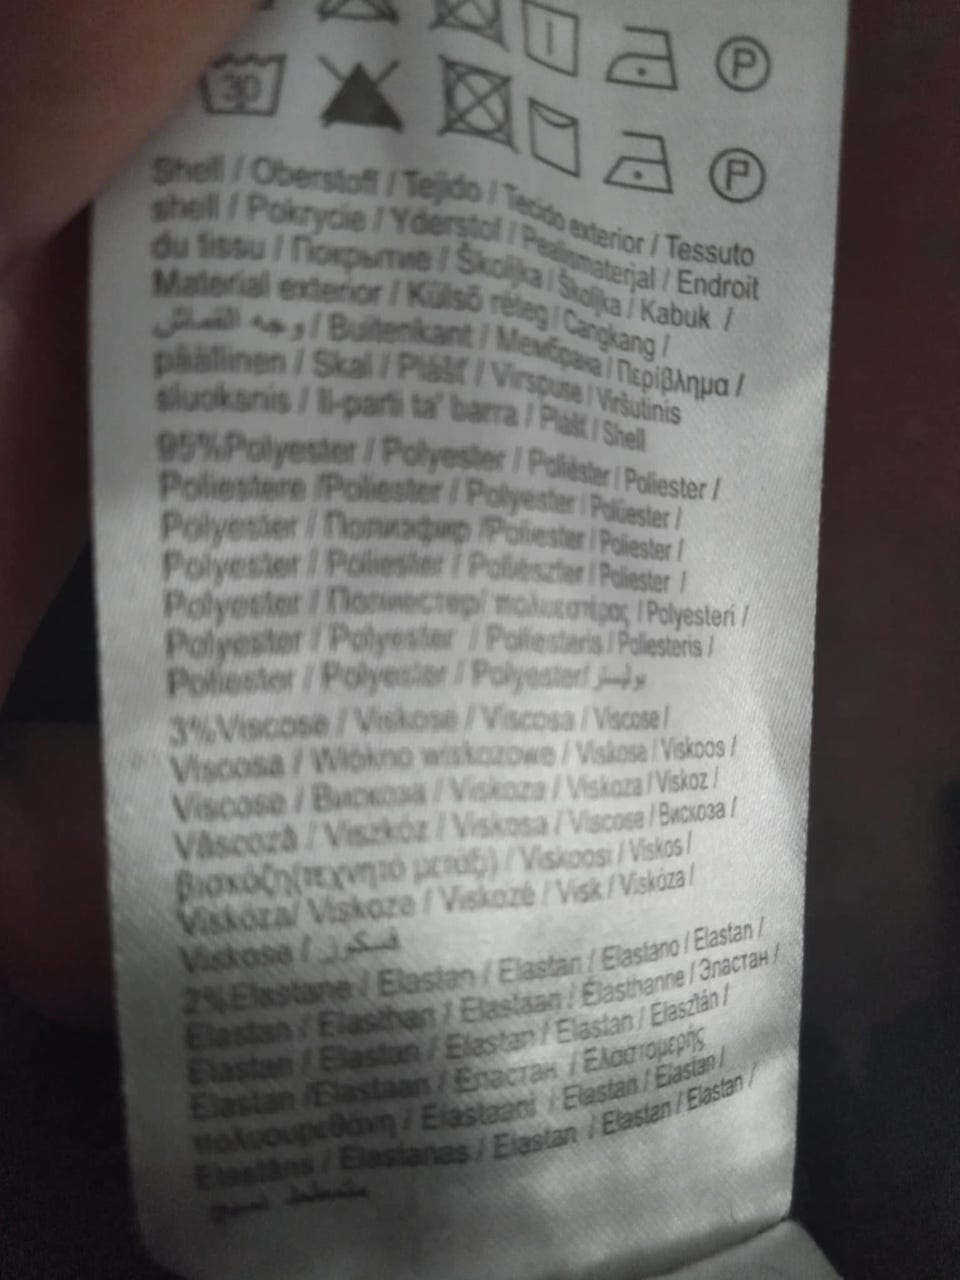 P
30 P
Shell / Oberstoff / Tejido / Tecido exterior / Tessuto
shell / Pokrycie / Yderstof / Pealismaterjal / Endroit
du tissu / Покрытие / Školjka / Školjka / Kabuk /
Material exterior / Külső réteg / Cangkang /
وجه القماش / Buitenkant / Мембрана / Περίβλημα /
päällinen / Skal / Plášť / Virspuse / Viršutinis
sluoksnis / Il-parti ta' barra / Plášť / Shell
95%Polyester / Polyester / Poliéster / Poliester /
Poliestere /Poliester / Polyester / Polüester /
Polyester / Полиэфир /Poliester / Poliester /
Polyester / Poliester / Poliészter / Poliester /
Polyester / Полиестер/ πολυεστέρας / Polyesteri /
Polyester / Polyester / Poliesteris / Poliesteris /
Poliester / Polyester / Polyester/ بوليستر
3%Viscose / Viskose / Viscosa / Viscose /
Viscosa / Włókno wiskozowe / Viskosa / Viskoos /
Viscose / Вискоза / Viskoza / Viskoza / Viskoz /
Vâscoză / Viszkóz / Viskosa / Viscose / Вискоза /
βισκόζη(τεχνητό μετάξι) / Viskoosi / Viskos /
Viskóza/ Viskoze / Viskozė / Visk / Viskóza /
Viskose / فسكوز
2%Elastane / Elastan / Elastan / Elastano / Elastan /
Elastan / Elasthan / Elastaan / Élasthanne / Эластан /
Elastan / Elastan / Elastan / Elastan / Elasztán /
Elastan /Elastaan / Еластан / Ελαστομερής
πολυουρεθάνη / Elastaani / Elastan / Elastan /
Elastāns / Elastanas / Elastan / Elastan / Elastan /